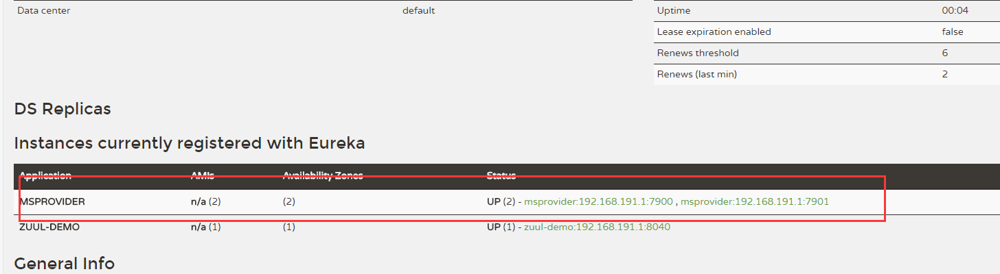 Data center default Uptime 00:04
Lease expiration enabled false
Renews threshold 6
Renews (last min) 2
DS Replicas
Instances currently registered with Eureka
Application AMIs Availability Zones Status
MSPROVIDER n/a (2) (2) UP (2) - msprovider:192.168.191.1:7900 , msprovider:192.168.191.1:7901
ZUUL-DEMO n/a (1) (1) UP (1) - zuul-demo:192.168.191.1:8040
General Info